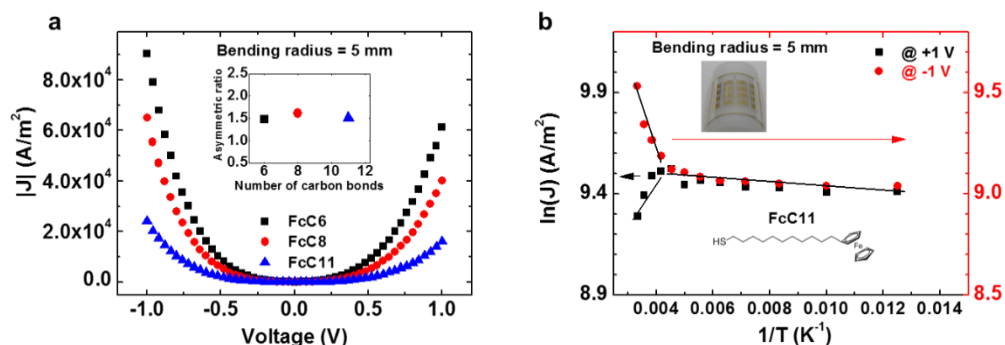 a
Bending radius = 5 mm
|J| (A/m²)
8.0x10⁴
6.0x10⁴
4.0x10⁴
2.0x10⁴
0.0
Asymmetric ratio
2.5
2.0
1.5
1.0
0.5
6 8 10 12
Number of carbon bonds
FcC6
FcC8
FcC11
-1.0 -0.5 0.0 0.5 1.0
Voltage (V)
b
Bending radius = 5 mm
@ +1 V
@ -1 V
ln(J) (A/m²)
9.9
9.4
8.9
9.5
9.0
8.5
FcC11
HS
Fe
0.004 0.006 0.008 0.010 0.012 0.014
1/T (K⁻¹)